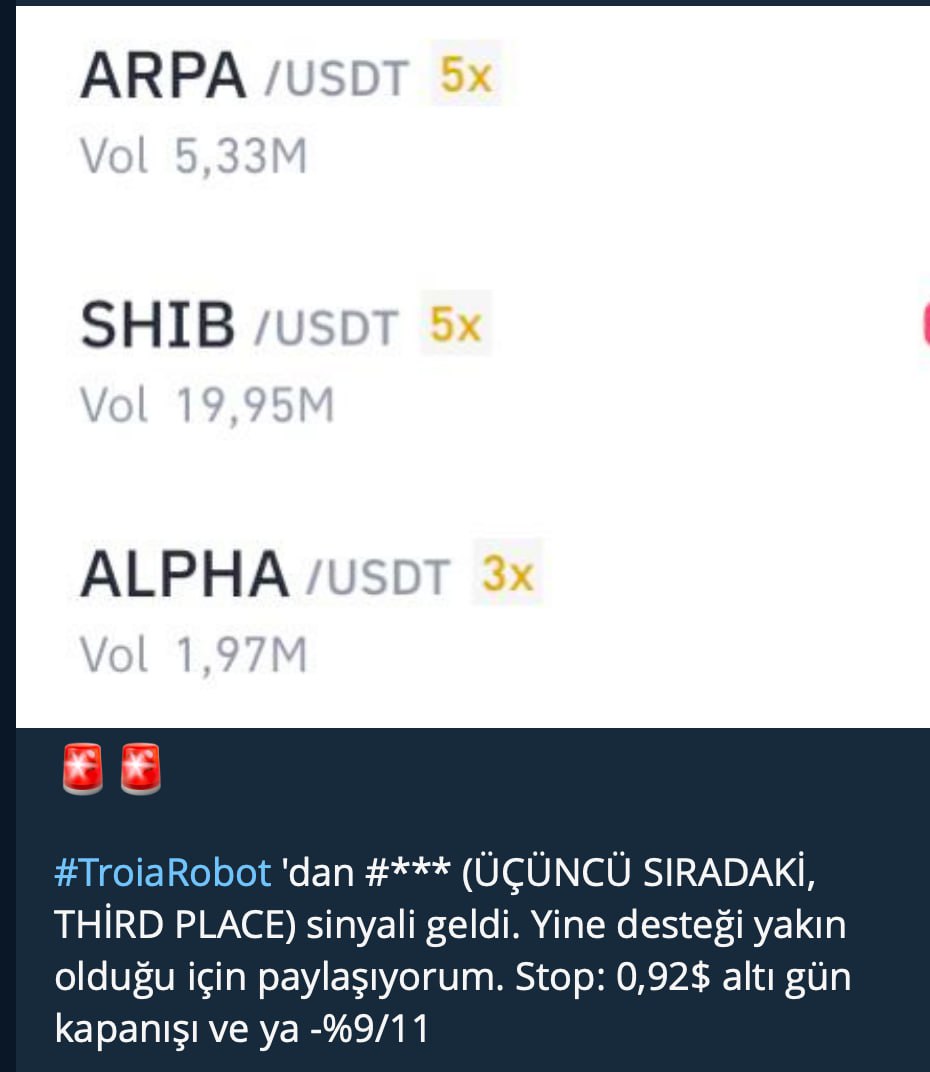 ARPA /USDT 5x
Vol 5,33M
SHIB /USDT 5x
Vol 19,95M
ALPHA /USDT 3x
Vol 1,97M
#TroiaRobot 'dan #*** (ÜÇÜNCÜ SIRADAKİ,
THİRD PLACE) sinyali geldi. Yine desteği yakın
olduğu için paylaşıyorum. Stop: 0,92$ altı gün
kapanışı ve ya -%9/11